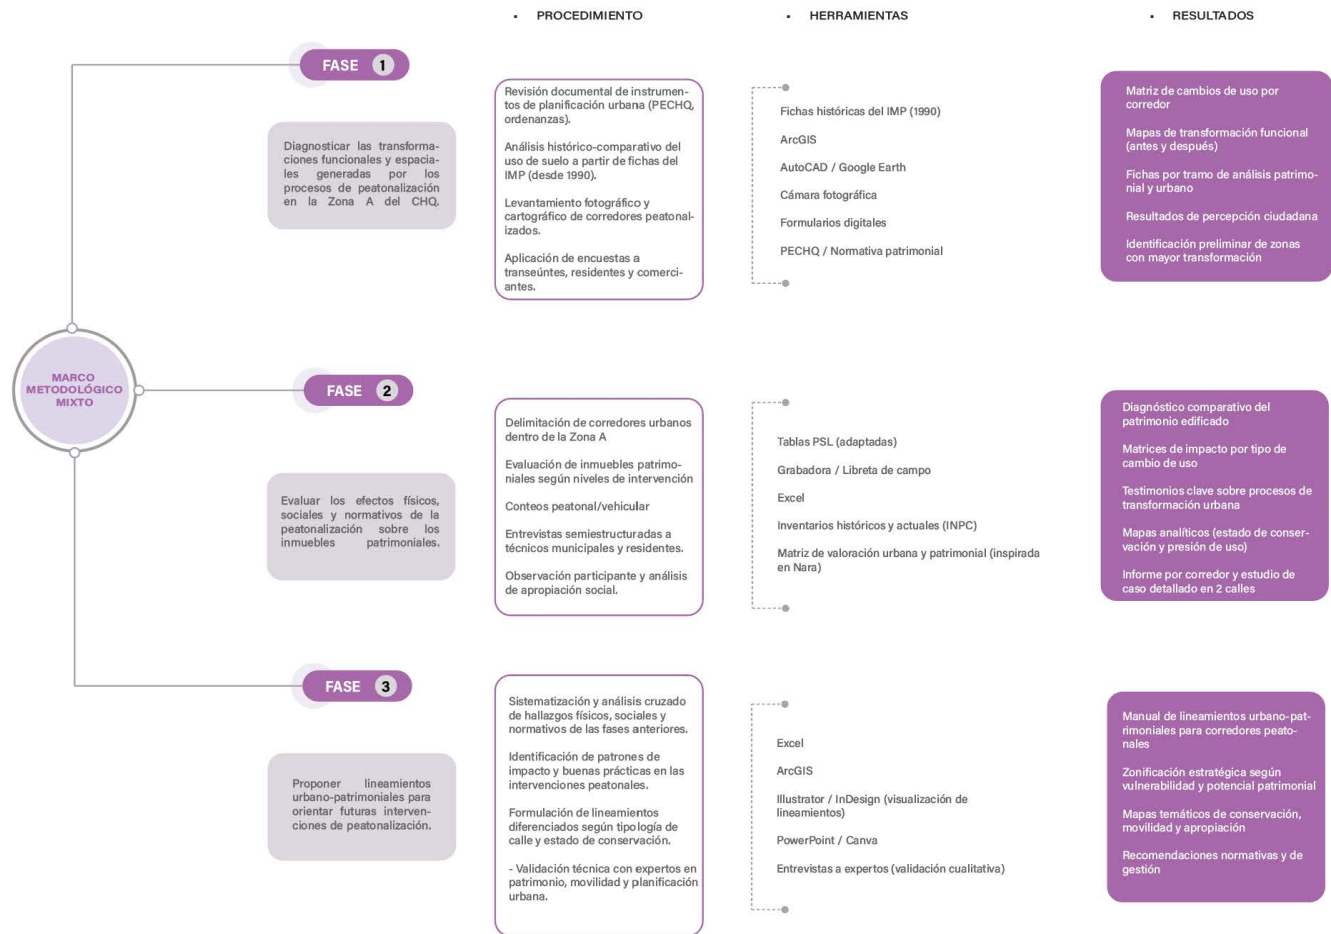 ▪ PROCEDIMIENTO
▪ HERRAMIENTAS
▪ RESULTADOS
MARCO
METODOLÓGICO
MIXTO
FASE 1
Diagnosticar las transforma-
ciones funcionales y espacia-
les generadas por los
procesos de peatonalización
en la Zona A del CHQ.
Revisión documental de instrumen-
tos de planificación urbana (PECHQ,
ordenanzas).
Análisis histórico-comparativo del
uso de suelo a partir de fichas del
IMP (desde 1990).
Levantamiento fotográfico y
cartográfico de corredores peatonal-
izados.
Aplicación de encuestas a
transeúntes, residentes y comerci-
antes.
Fichas históricas del IMP (1990)
ArcGIS
AutoCAD / Google Earth
Cámara fotográfica
Formularios digitales
PECHQ / Normativa patrimonial
Matriz de cambios de uso por
corredor
Mapas de transformación funcional
(antes y después)
Fichas por tramo de análisis patrimo-
nial y urbano
Resultados de percepción ciudadana
Identificación preliminar de zonas
con mayor transformación
FASE 2
Evaluar los efectos físicos,
sociales y normativos de la
peatonalización sobre los
inmuebles patrimoniales.
Delimitación de corredores urbanos
dentro de la Zona A
Evaluación de inmuebles patrimo-
niales según niveles de intervención
Conteos peatonal/vehicular
Entrevistas semiestructuradas a
técnicos municipales y residentes.
Observación participante y análisis
de apropiación social.
Tablas PSL (adaptadas)
Grabadora / Libreta de campo
Excel
Inventarios históricos y actuales (INPC)
Matriz de valoración urbana y patrimonial (inspirada
en Nara)
Diagnóstico comparativo del
patrimonio edificado
Matrices de impacto por tipo de
cambio de uso
Testimonios clave sobre procesos de
transformación urbana
Mapas analíticos (estado de conser-
vación y presión de uso)
Informe por corredor y estudio de
caso detallado en 2 calles
FASE 3
Proponer lineamientos
urbano-patrimoniales para
orientar futuras interven-
ciones de peatonalización.
Sistematización y análisis cruzado
de hallazgos físicos, sociales y
normativos de las fases anteriores.
Identificación de patrones de
impacto y buenas prácticas en las
intervenciones peatonales.
Formulación de lineamientos
diferenciados según tipología de
calle y estado de conservación.
- Validación técnica con expertos en
patrimonio, movilidad y planificación
urbana.
Excel
ArcGIS
Illustrator / InDesign (visualización de
lineamientos)
PowerPoint / Canva
Entrevistas a expertos (validación cualitativa)
Manual de lineamientos urbano-pat-
rimoniales para corredores peato-
nales
Zonificación estratégica según
vulnerabilidad y potencial patrimonial
Mapas temáticos de conservación,
movilidad y apropiación
Recomendaciones normativas y de
gestión